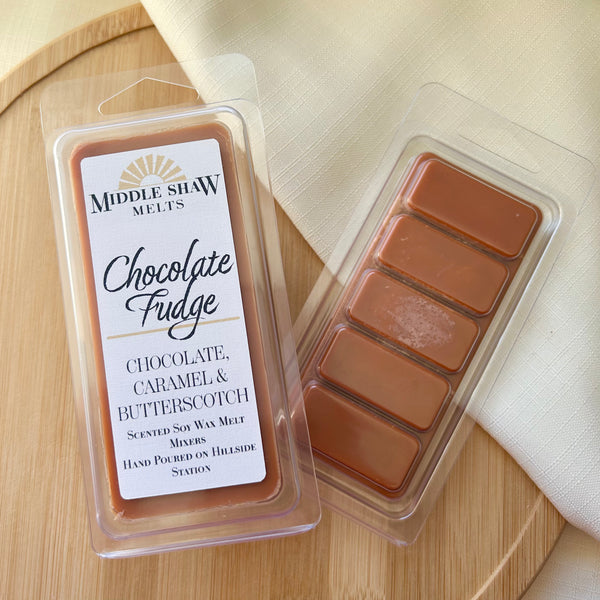 MIDDLE SHAW
MELTS
Chocolate
Fudge
CHOCOLATE,
CARAMEL &
BUTTERSCOTCH
SCENTED SOY WAX MELT
MIXERS
HAND POURED ON HILLSIDE
STATION